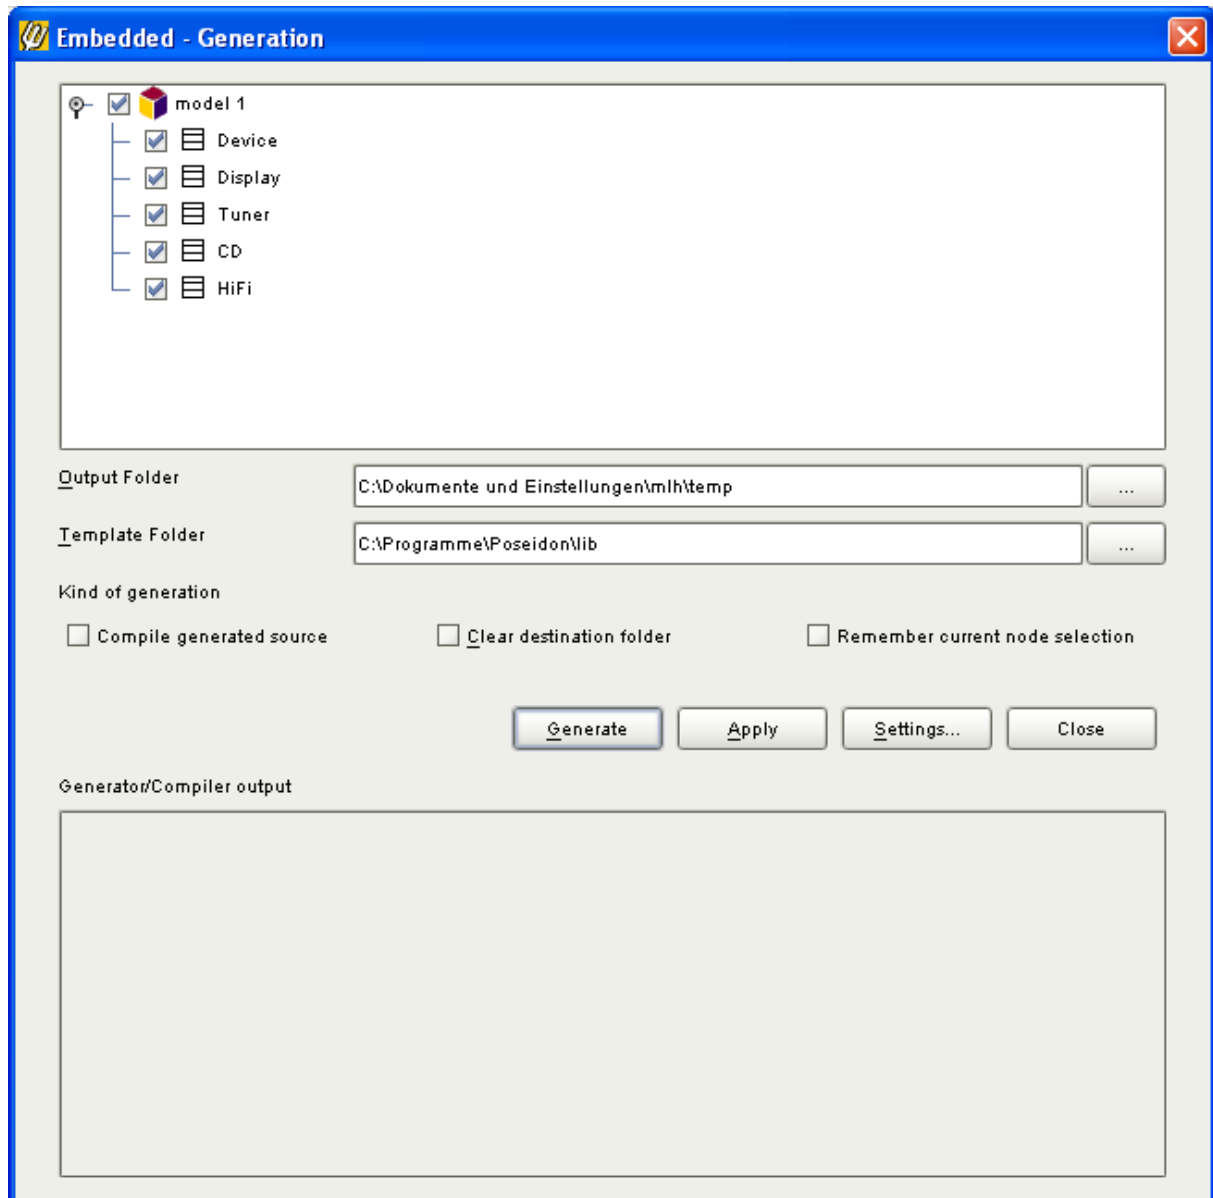 Embedded - Generation
model 1
Device
Display
Tuner
CD
HiFi
Output Folder
C:\Dokumente und Einstellungen\mlh\temp
...
Template Folder
C:\Programme\Poseidon\lib
...
Kind of generation
Compile generated source
Clear destination folder
Remember current node selection
Generate
Apply
Settings...
Close
Generator/Compiler output